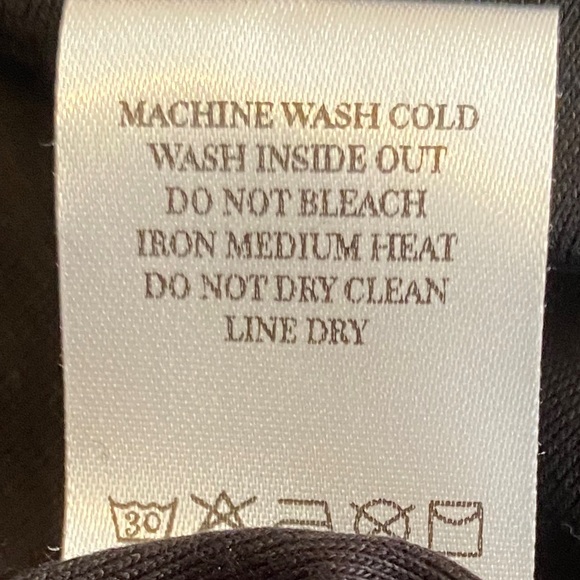 MACHINE WASH COLD
WASH INSIDE OUT
DO NOT BLEACH
IRON MEDIUM HEAT
DO NOT DRY CLEAN
LINE DRY
30